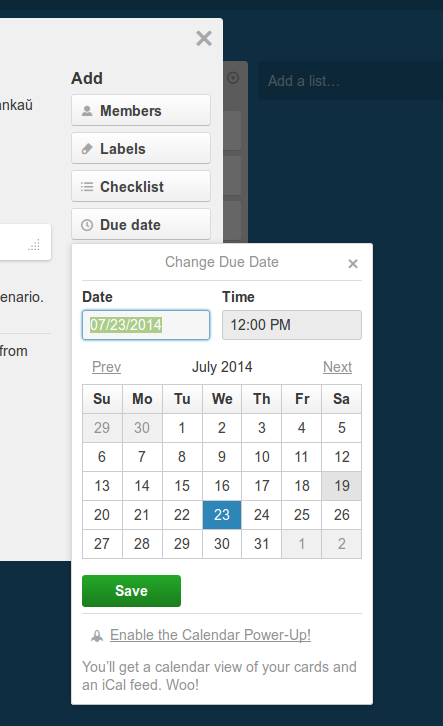 ×
Add
nkaŭ
Add a list…
Members
Labels
Checklist
Due date
enario.
from
Change Due Date ×
Date Time
07/23/2014 12:00 PM
Prev July 2014 Next
Su Mo Tu We Th Fr Sa
29 30 1 2 3 4 5
6 7 8 9 10 11 12
13 14 15 16 17 18 19
20 21 22 23 24 25 26
27 28 29 30 31 1 2
Save
Enable the Calendar Power-Up!
You’ll get a calendar view of your cards and
an iCal feed. Woo!